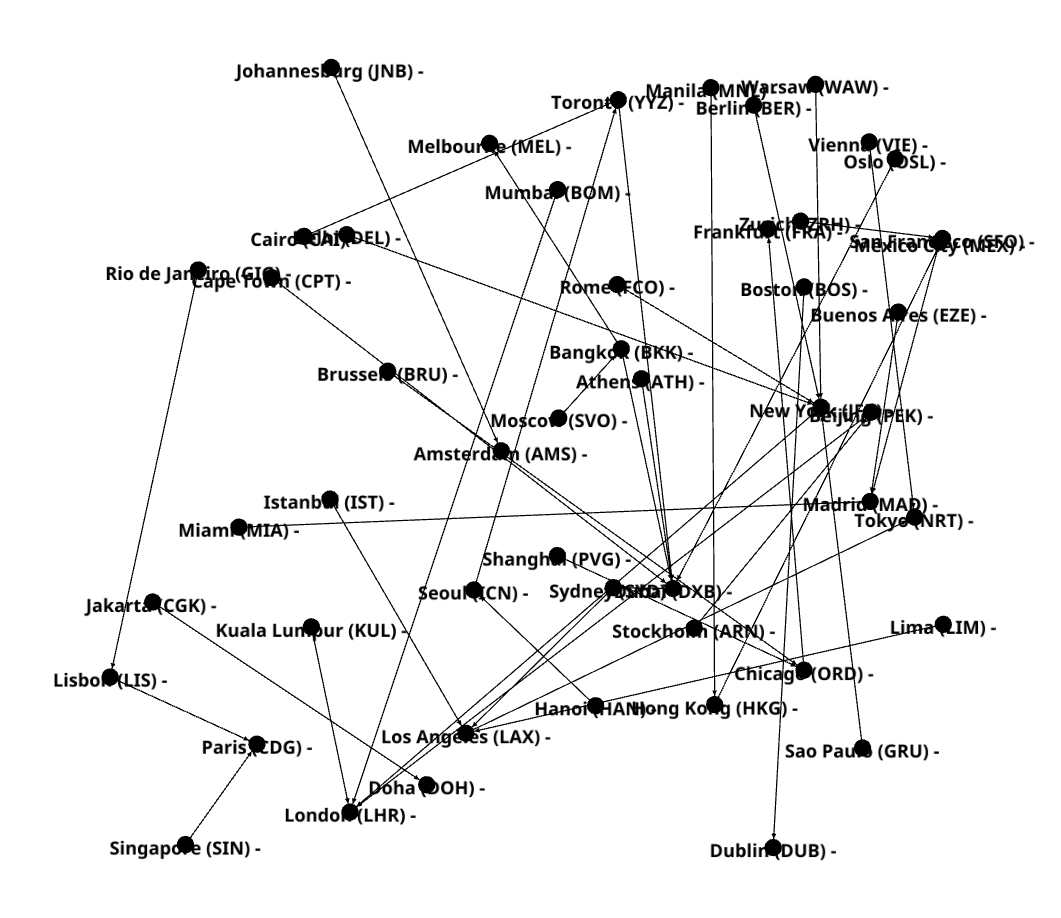 Johannesburg (JNB) -
Manila (MNL) -
Warsaw (WAW) -
Toronto (YYZ) -
Berlin (BER) -
Melbourne (MEL) -
Vienna (VIE) -
Oslo (OSL) -
Mumbai (BOM) -
Cairo (CAI) -
Delhi (DEL) -
Zurich (ZRH) -
Frankfurt (FRA) -
San Francisco (SFO) -
Mexico City (MEX) -
Rio de Janeiro (GIG) -
Cape Town (CPT) -
Rome (FCO) -
Boston (BOS) -
Buenos Aires (EZE) -
Bangkok (BKK) -
Brussels (BRU) -
Athens (ATH) -
New York (JFK) -
Beijing (PEK) -
Moscow (SVO) -
Amsterdam (AMS) -
Istanbul (IST) -
Madrid (MAD) -
Miami (MIA) -
Tokyo (NRT) -
Shanghai (PVG) -
Seoul (ICN) -
Sydney (SYD) -
Dubai (DXB) -
Jakarta (CGK) -
Kuala Lumpur (KUL) -
Stockholm (ARN) -
Lima (LIM) -
Lisbon (LIS) -
Chicago (ORD) -
Hanoi (HAN) -
Hong Kong (HKG) -
Los Angeles (LAX) -
Paris (CDG) -
Sao Paulo (GRU) -
Doha (DOH) -
London (LHR) -
Singapore (SIN) -
Dublin (DUB) -